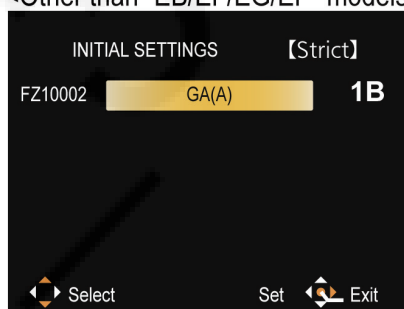 INITIAL SETTINGS 【Strict】
FZ10002 GA(A) 1B
Select Set Exit